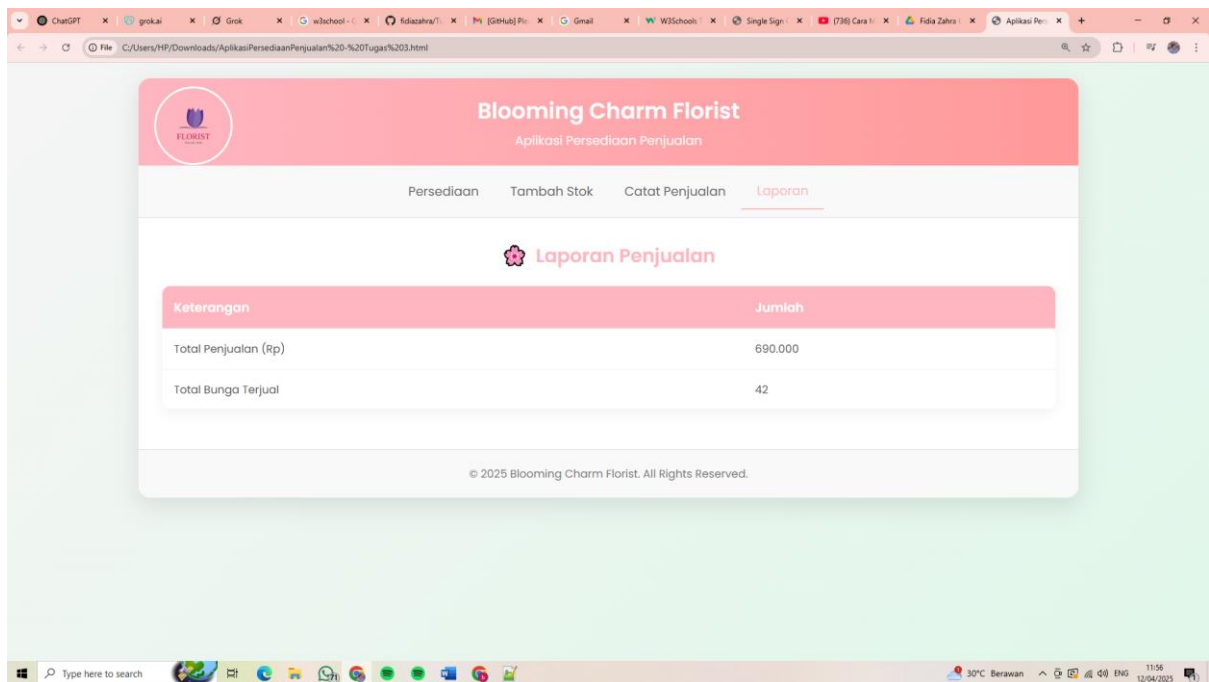 ChatGPT
grok.ai
Grok
w3school - G
fidiazahra/Tu
[GitHub] Ple
Gmail
W3Schools
Single Sign
(736) Cara
Fidia Zahra
Aplikasi Per
File C:/Users/HP/Downloads/AplikasiPersediaanPenjualan%20-%20Tugas%203.html
FLORIST
Blooming Charm Florist
Aplikasi Persediaan Penjualan
Persediaan Tambah Stok Catat Penjualan Laporan
Laporan Penjualan
Keterangan Jumlah
Total Penjualan (Rp) 690.000
Total Bunga Terjual 42
© 2025 Blooming Charm Florist. All Rights Reserved.
Type here to search
30°C Berawan
ENG
11:56
12/04/2025